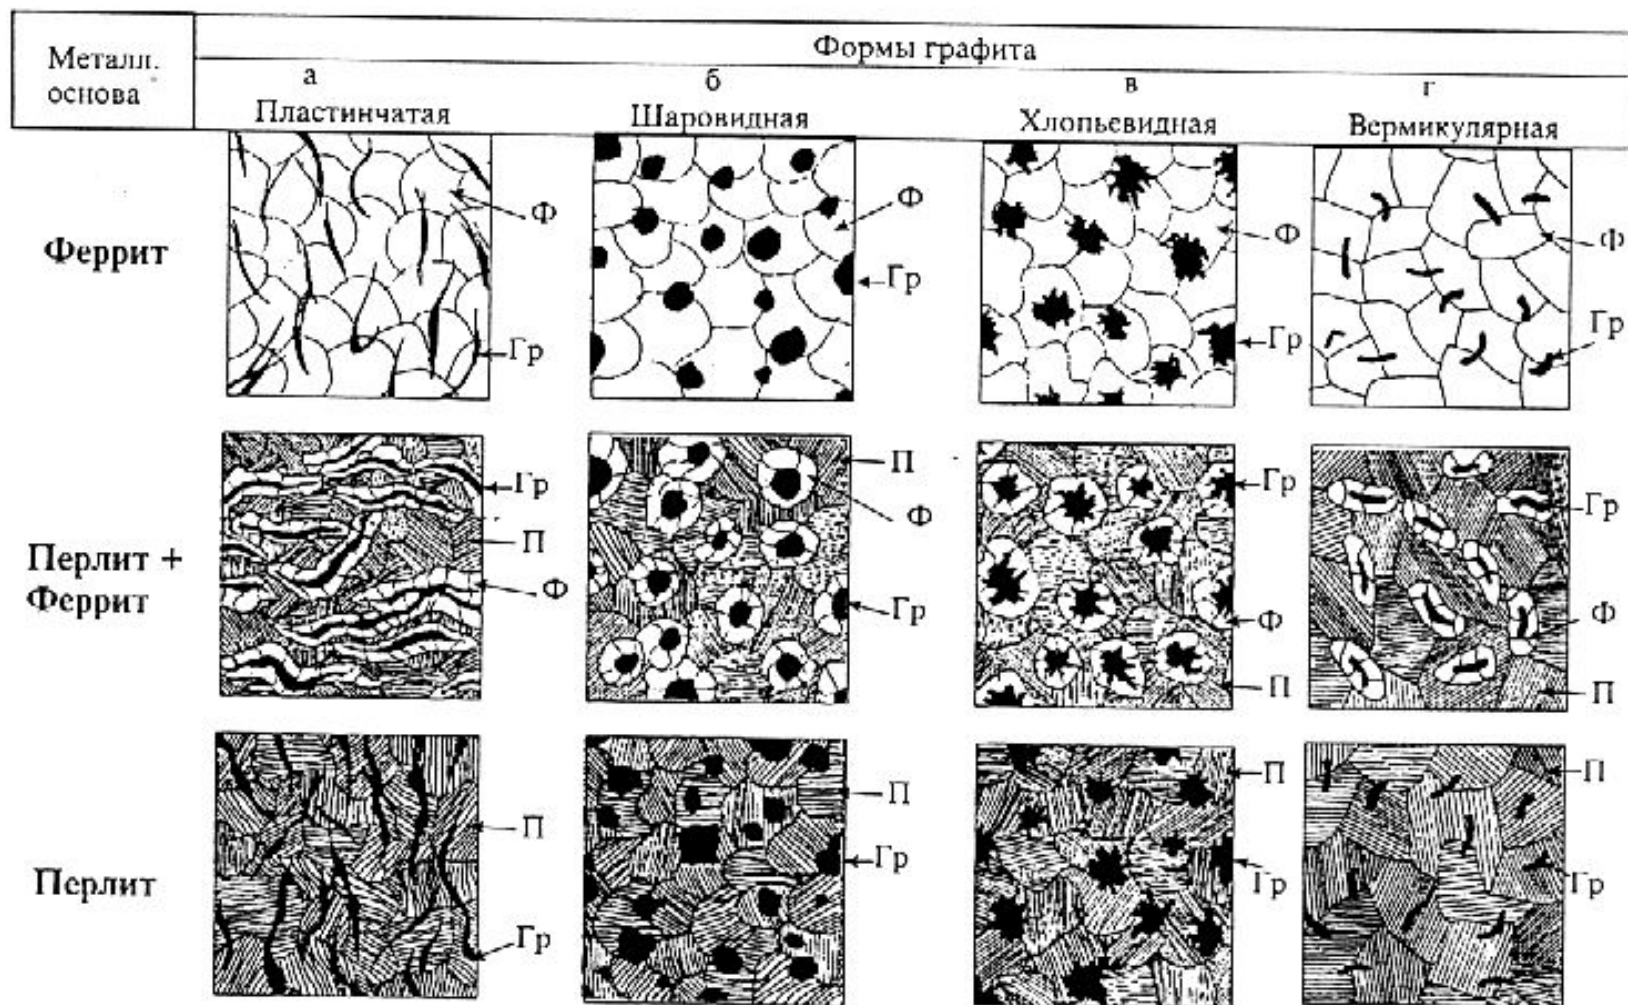 Металл.
основа
Формы графита
а
б
в
г
Пластинчатая
Шаровидная
Хлопьевидная
Вермикулярная
Феррит
Ф
Гр
Ф
Гр
Ф
Гр
Ф
Гр
Перлит +
Феррит
Гр
П
Ф
П
Ф
Гр
Гр
Ф
П
Гр
Ф
П
Перлит
П
Гр
П
Гр
П
Гр
П
Гр